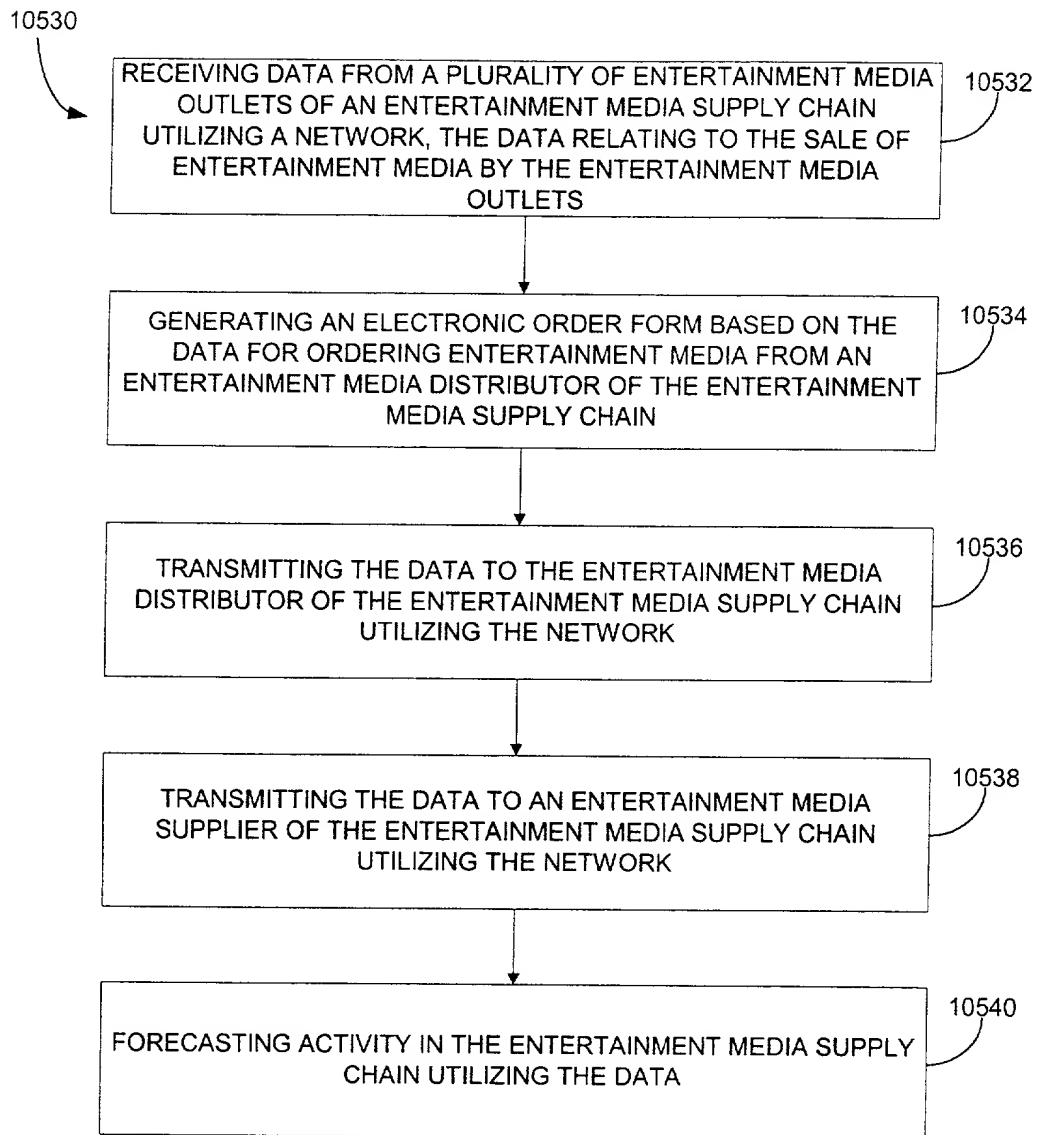 10530
RECEIVING DATA FROM A PLURALITY OF ENTERTAINMENT MEDIA
OUTLETS OF AN ENTERTAINMENT MEDIA SUPPLY CHAIN
UTILIZING A NETWORK, THE DATA RELATING TO THE SALE OF
ENTERTAINMENT MEDIA BY THE ENTERTAINMENT MEDIA
OUTLETS
10532
GENERATING AN ELECTRONIC ORDER FORM BASED ON THE
DATA FOR ORDERING ENTERTAINMENT MEDIA FROM AN
ENTERTAINMENT MEDIA DISTRIBUTOR OF THE ENTERTAINMENT
MEDIA SUPPLY CHAIN
10534
TRANSMITTING THE DATA TO THE ENTERTAINMENT MEDIA
DISTRIBUTOR OF THE ENTERTAINMENT MEDIA SUPPLY CHAIN
UTILIZING THE NETWORK
10536
TRANSMITTING THE DATA TO AN ENTERTAINMENT MEDIA
SUPPLIER OF THE ENTERTAINMENT MEDIA SUPPLY CHAIN
UTILIZING THE NETWORK
10538
FORECASTING ACTIVITY IN THE ENTERTAINMENT MEDIA SUPPLY
CHAIN UTILIZING THE DATA
10540